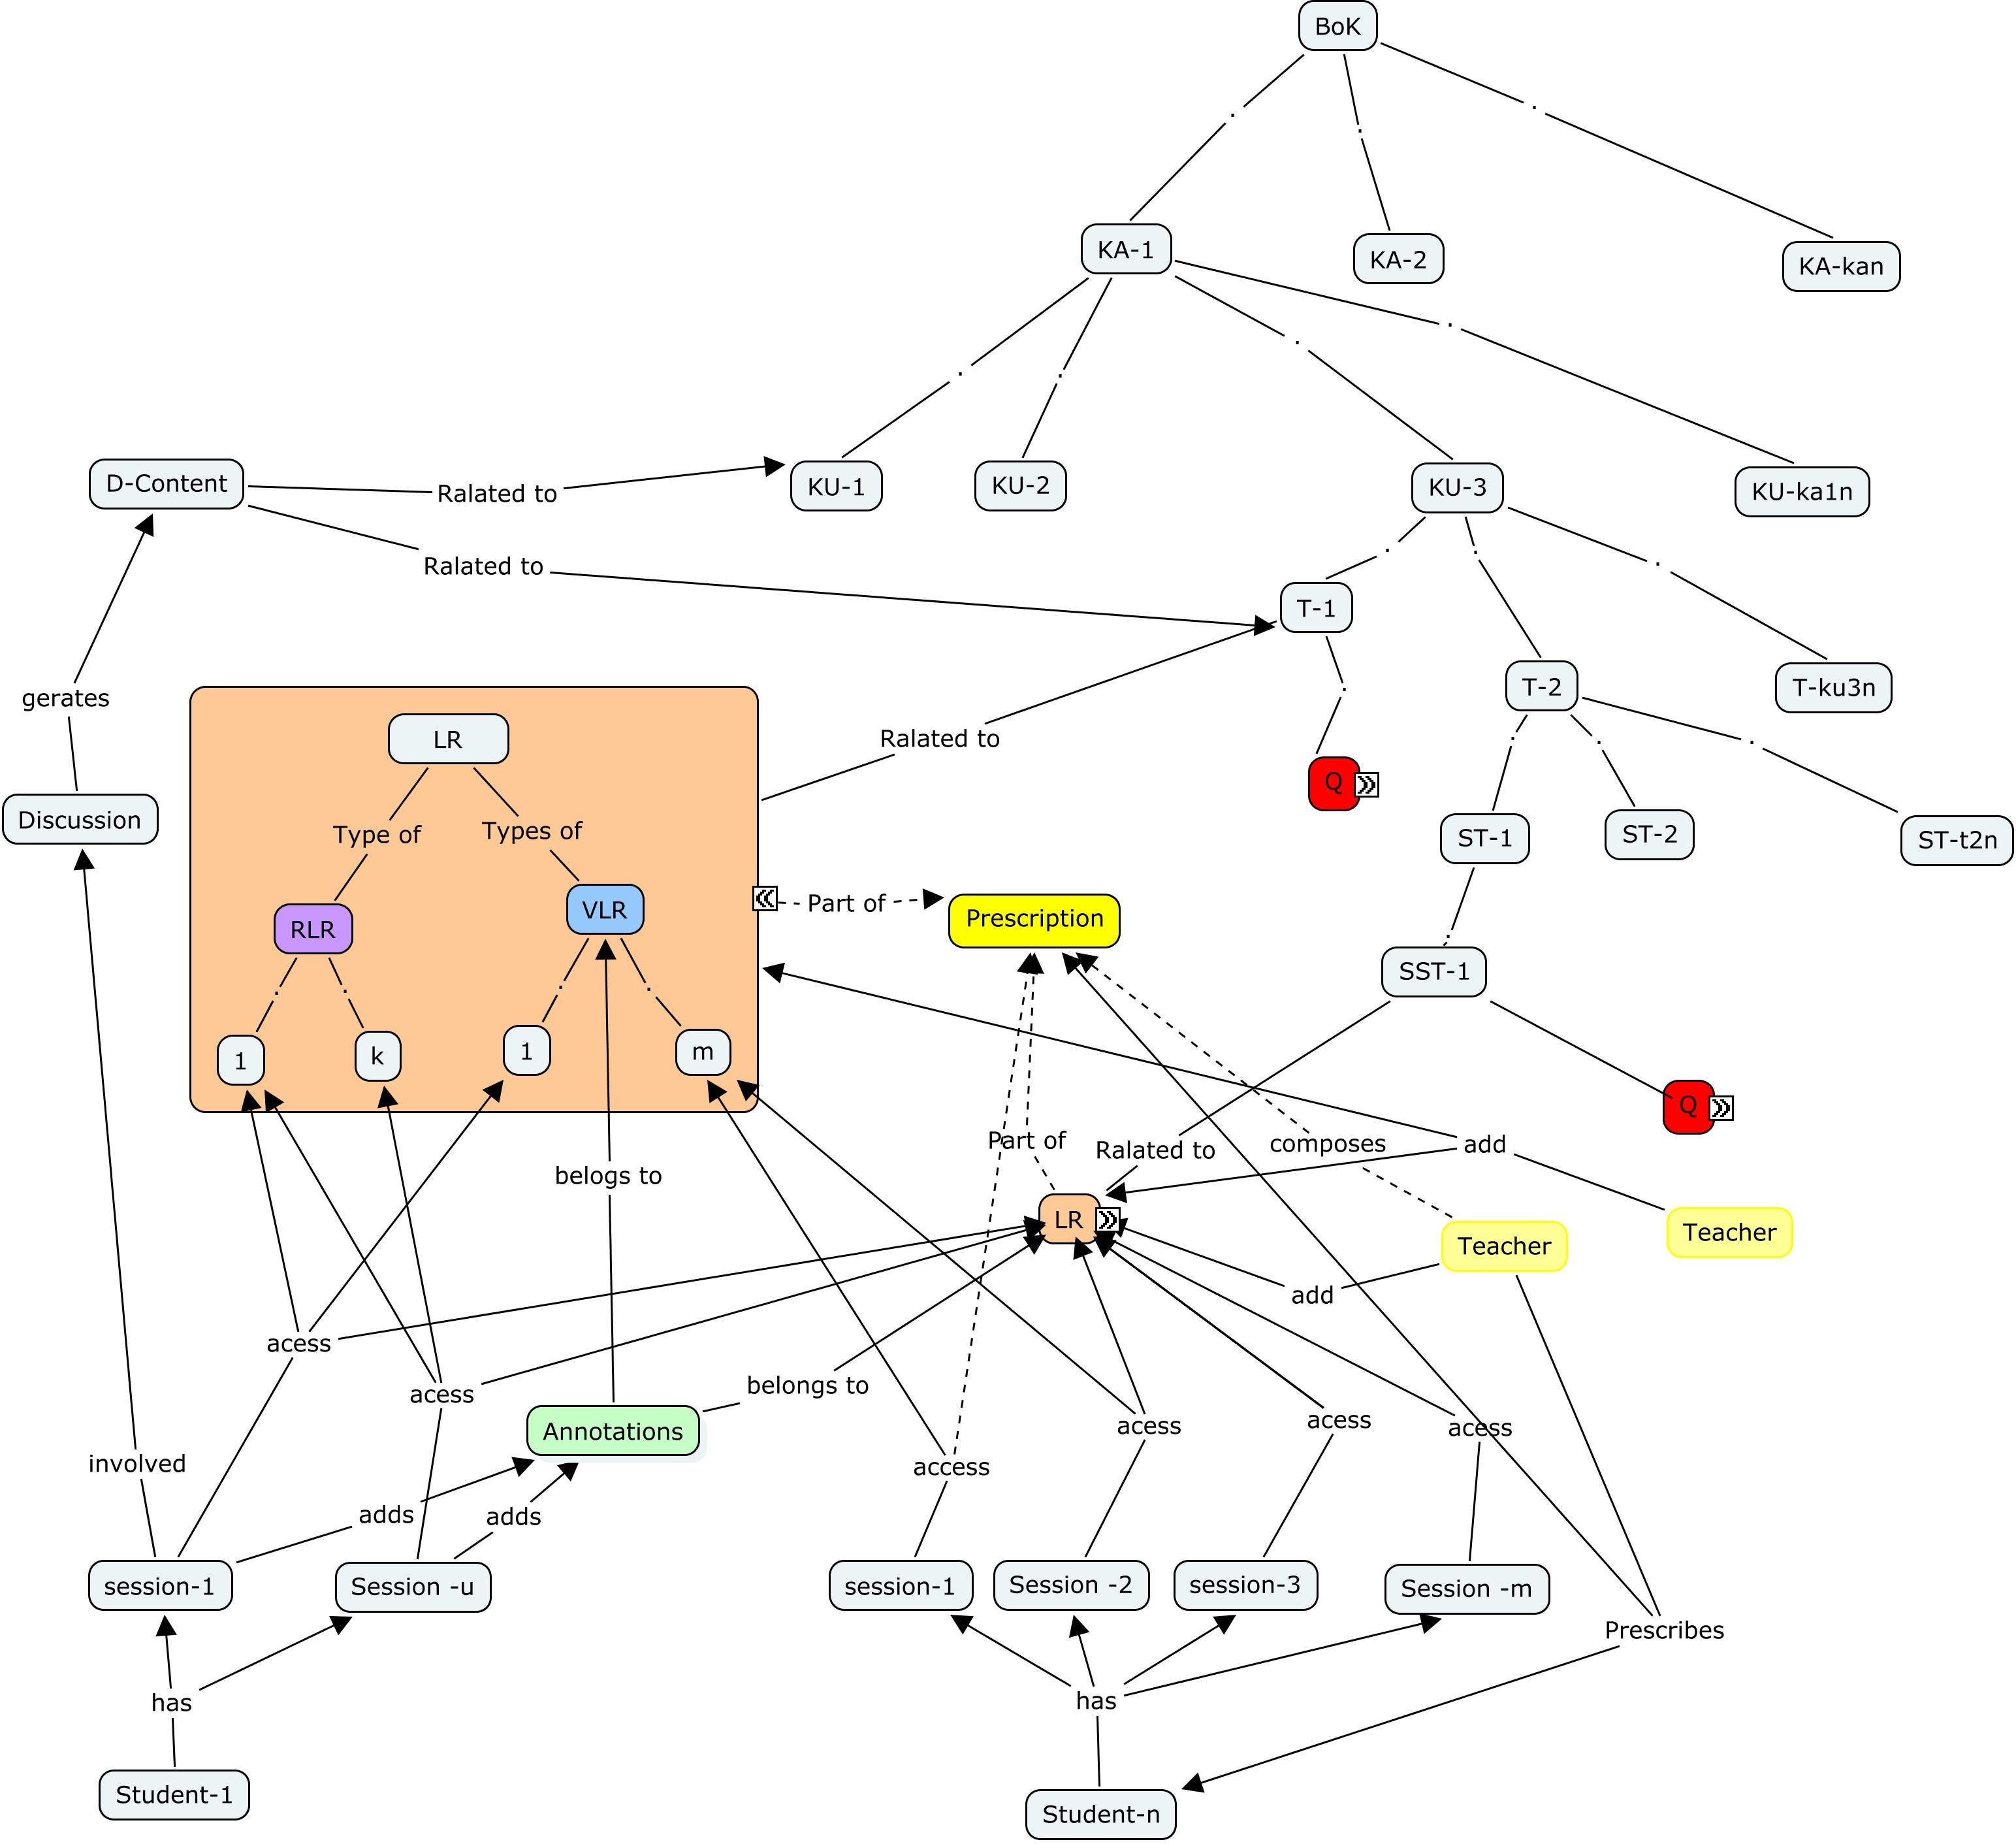 BoK
KA-1
KA-2
KA-kan
D-Content
Ralated to
KU-1
KU-2
KU-3
KU-ka1n
Ralated to
T-1
gerates
T-2
T-ku3n
LR
Ralated to
Q
Discussion
Type of
Types of
ST-1
ST-2
ST-t2n
RLR
VLR
Part of
Prescription
SST-1
1
k
1
m
Q
Part of
Ralated to
composes
add
belogs to
LR
Teacher
Teacher
add
acess
acess
belongs to
Annotations
acess
acess
acess
involved
access
adds
adds
session-1
Session -u
session-1
Session -2
session-3
Session -m
Prescribes
has
has
Student-1
Student-n